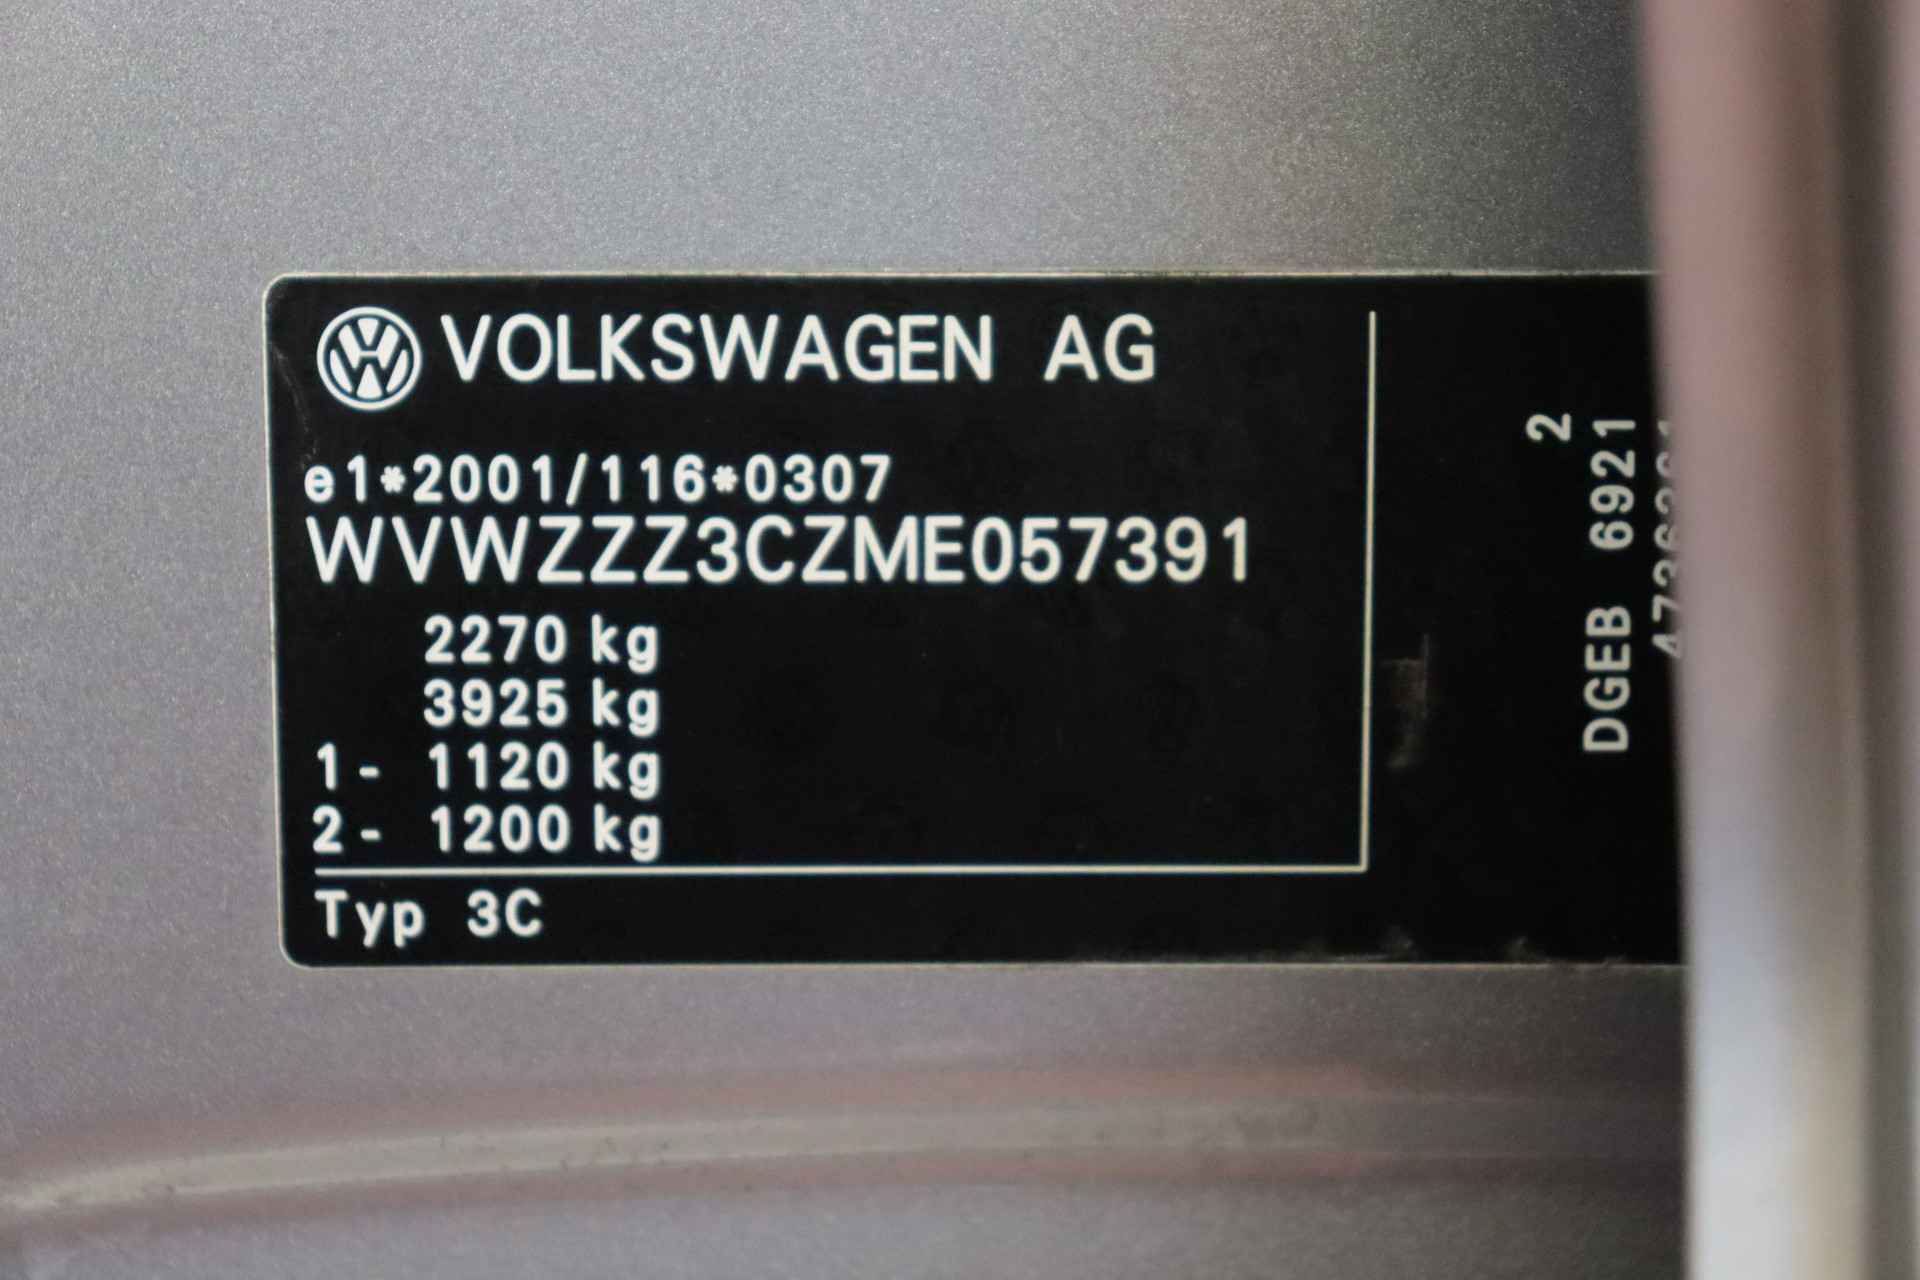 VOLKSWAGEN AG
e1*2001/116*0307
WVWZZZ3CZME057391
2270 kg
3925 kg
1- 1120 kg
2- 1200 kg
Typ 3C
2
DGEB 6921